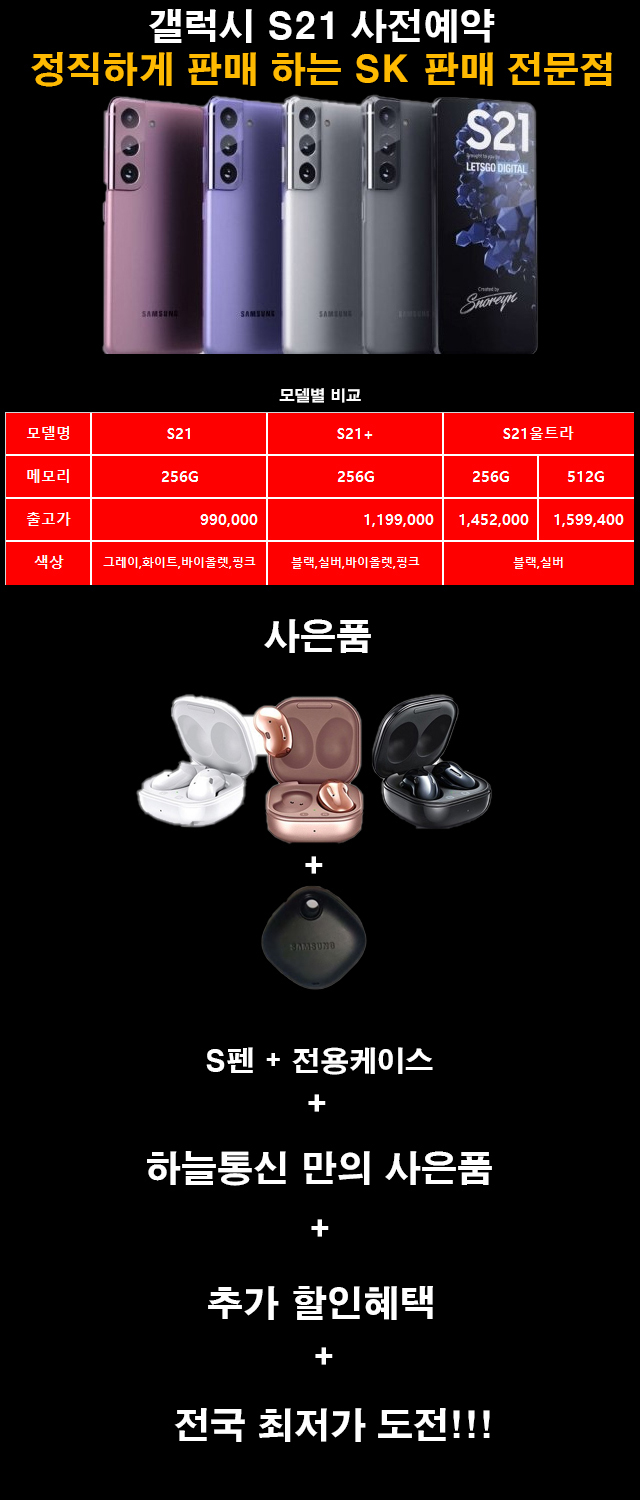 갤럭시 S21 사전예약
정직하게 판매 하는 SK 판매 전문점
S21
LETSGO DIGITAL
Created by
Snoreyn
SAMSUNG
SAMSUNG
SAMSUNG
SAMSUNG
모델별 비교
모델명 S21 S21+ S21울트라
메모리 256G 256G 256G 512G
출고가 990,000 1,199,000 1,452,000 1,599,400
색상 그레이,화이트,바이올렛,핑크 블랙,실버,바이올렛,핑크 블랙,실버
사은품
+
SAMSUNG
S펜 + 전용케이스
+
하늘통신 만의 사은품
+
추가 할인혜택
+
전국 최저가 도전!!!